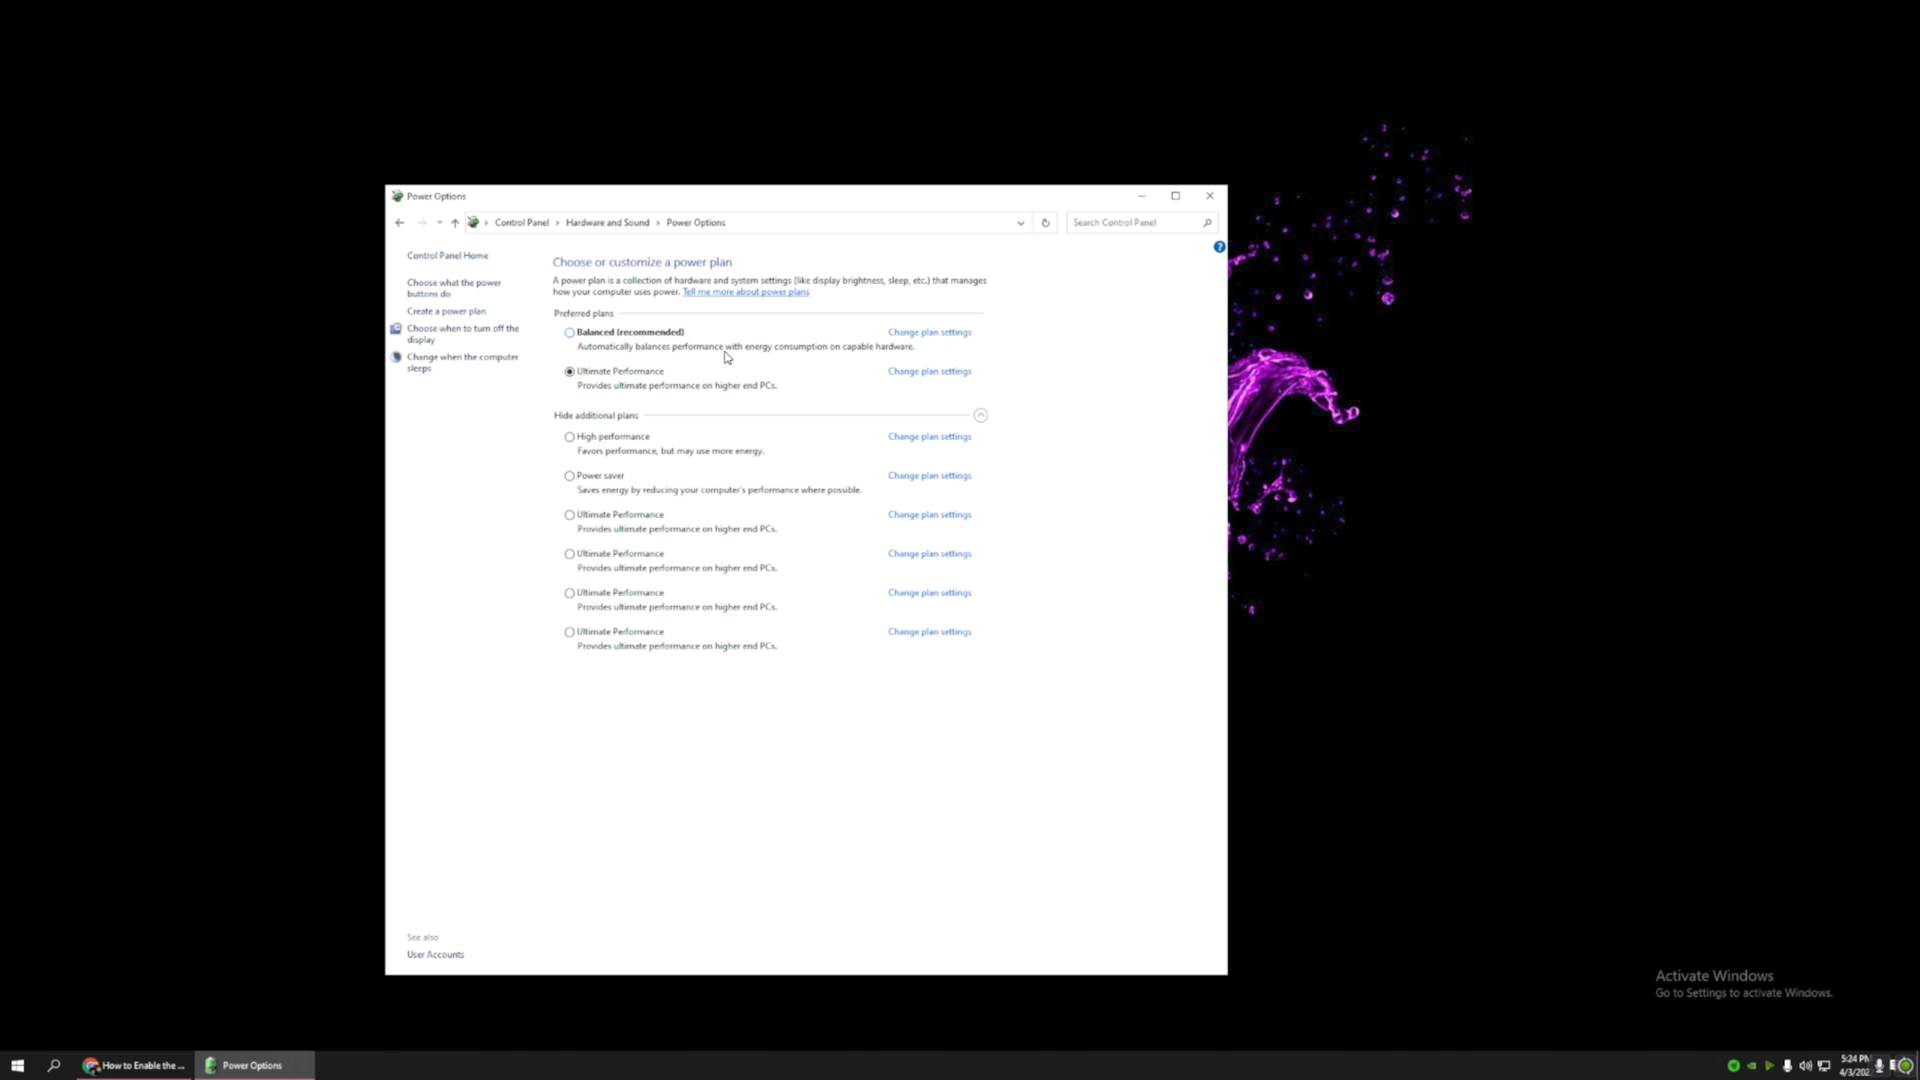 Power Options
Control Panel Hardware and Sound Power Options
Search Control Panel
Control Panel Home
Choose what the power
buttons do
Create a power plan
Choose when to turn off the
display
Change when the computer
sleeps
Choose or customize a power plan
A power plan is a collection of hardware and system settings (like display brightness, sleep, etc.) that manages
how your computer uses power. Tell me more about power plans
Preferred plans
Balanced (recommended) Change plan settings
Automatically balances performance with energy consumption on capable hardware.
Ultimate Performance Change plan settings
Provides ultimate performance on higher end PCs.
Hide additional plans
High performance Change plan settings
Favors performance, but may use more energy.
Power saver Change plan settings
Saves energy by reducing your computer's performance where possible.
Ultimate Performance Change plan settings
Provides ultimate performance on higher end PCs.
Ultimate Performance Change plan settings
Provides ultimate performance on higher end PCs.
Ultimate Performance Change plan settings
Provides ultimate performance on higher end PCs.
Ultimate Performance Change plan settings
Provides ultimate performance on higher end PCs.
See also
User Accounts
Activate Windows
Go to Settings to activate Windows.
How to Enable the ...
Power Options
5:24 PM